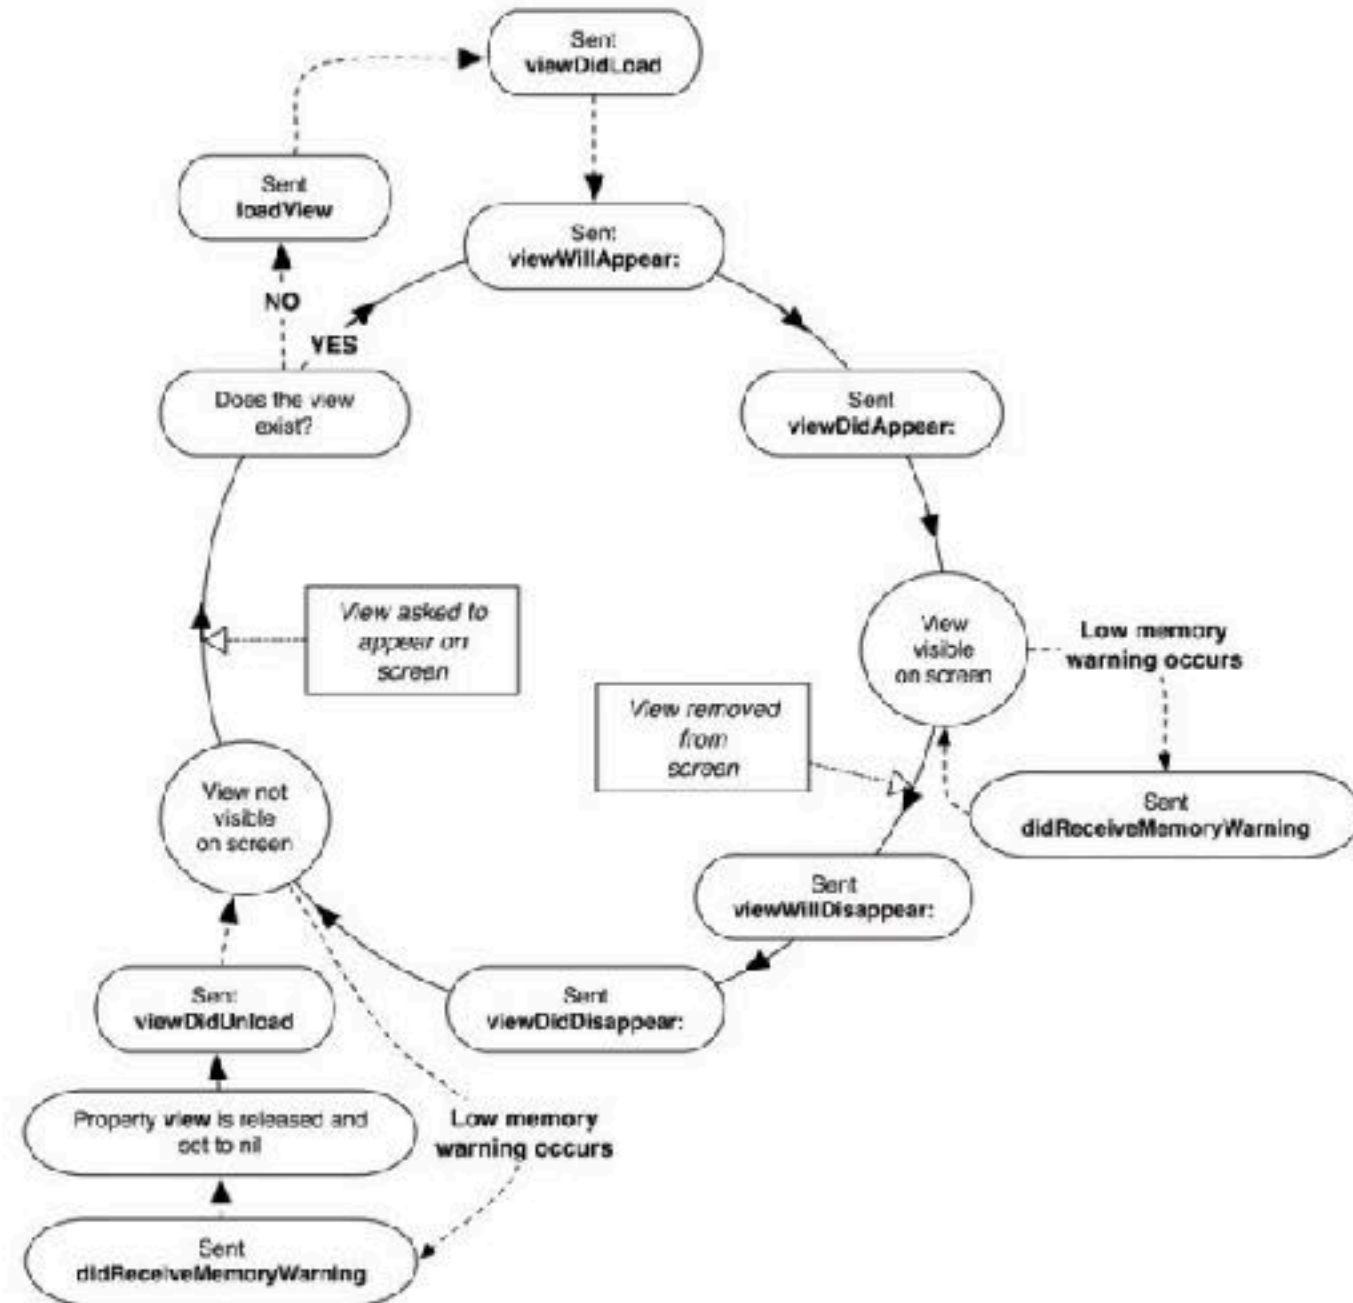 Sent
viewDidLoad
Sent
loadView
Sent
viewWillAppear:
NO
YES
Does the view
exist?
Sent
viewDidAppear:
View asked to
appear on
screen
View
visible
on screen
Low memory
warning occurs
View removed
from
screen
View not
visible
on screen
Sent
didReceiveMemoryWarning
Sent
viewWillDisappear:
Sent
viewDidUnload
Sent
viewDidDisappear:
Property view is released and
set to nil
Low memory
warning occurs
Sent
didReceiveMemoryWarning